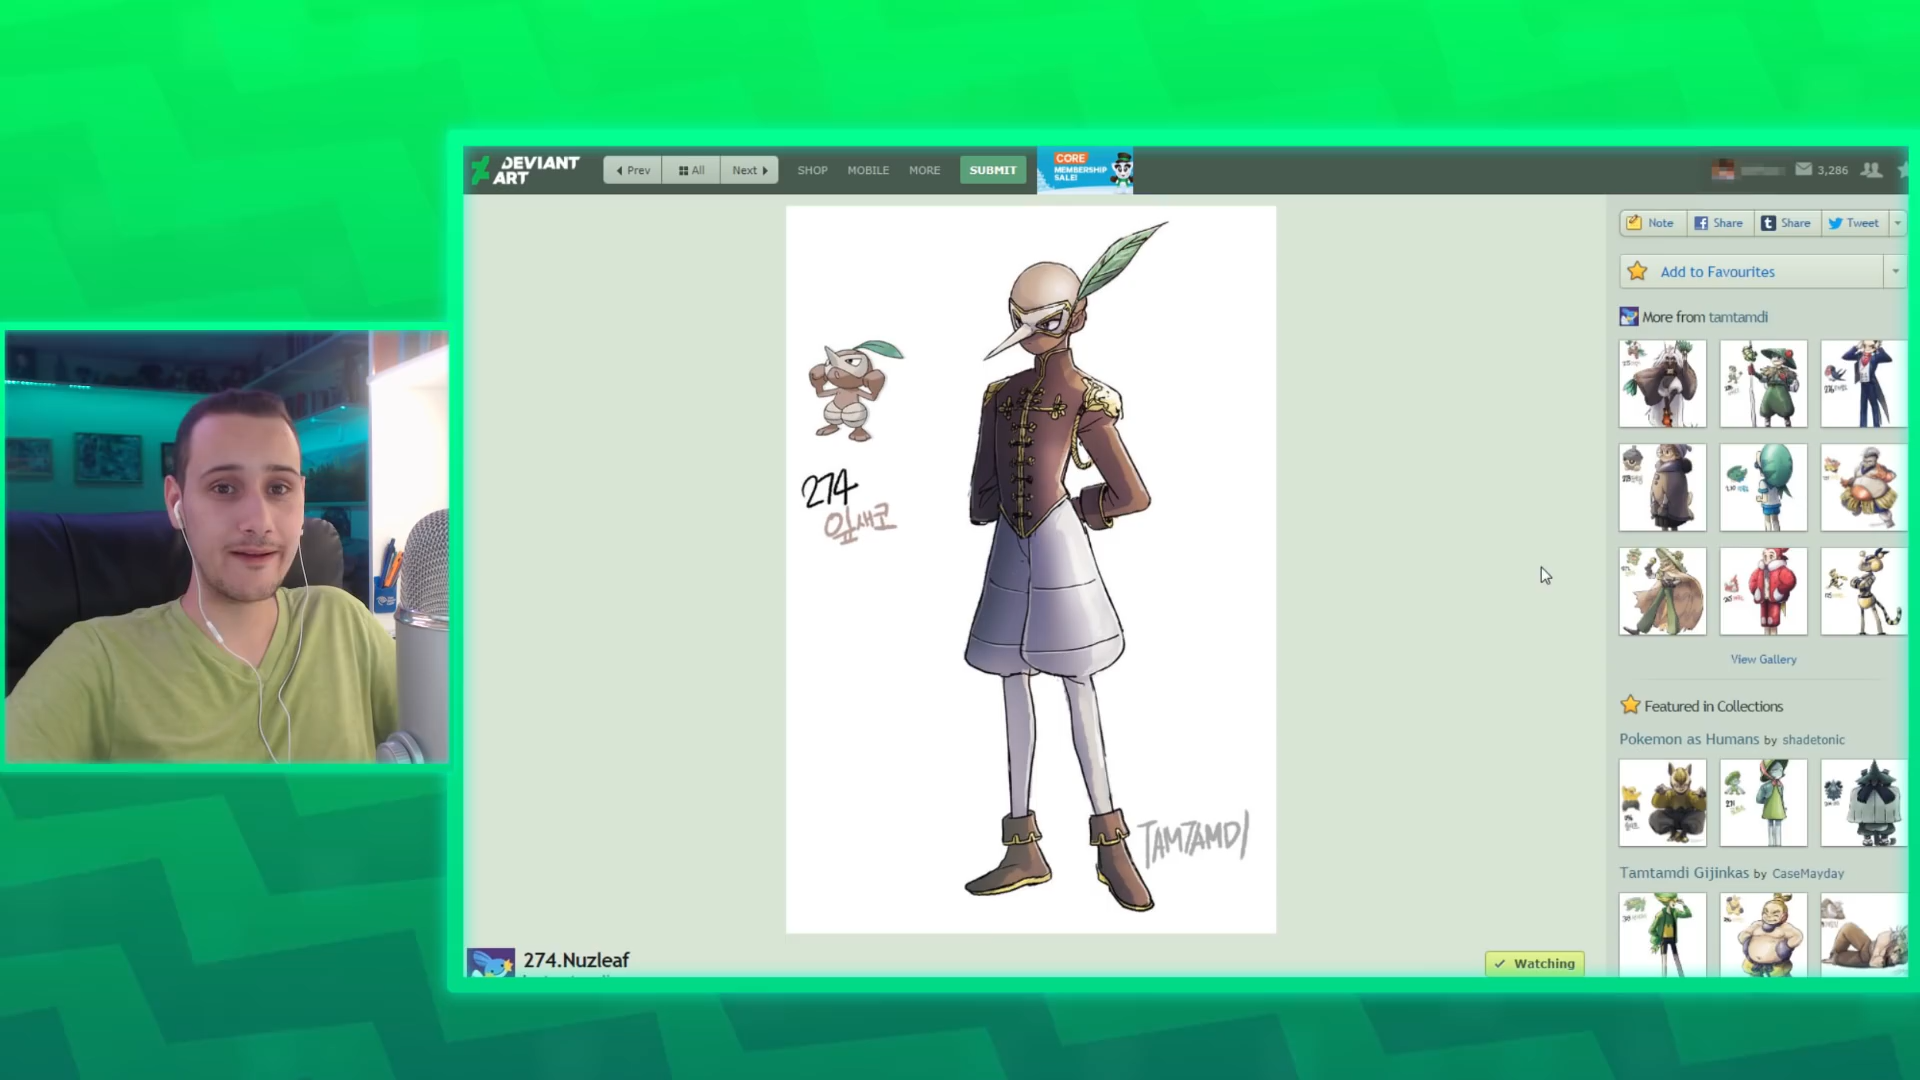 DEVIANT
ART
Prev
All
Next
SHOP
MOBILE
MORE
SUBMIT
CORE
MEMBERSHIP
SALE!
3,286
Note
Share
Share
Tweet
Add to Favourites
More from tamtamdi
274
잎새코
TAMTAMDI
View Gallery
Featured in Collections
Pokemon as Humans by shadetonic
Tamtamdi Gijinkas by CaseMayday
274.Nuzleaf
Watching